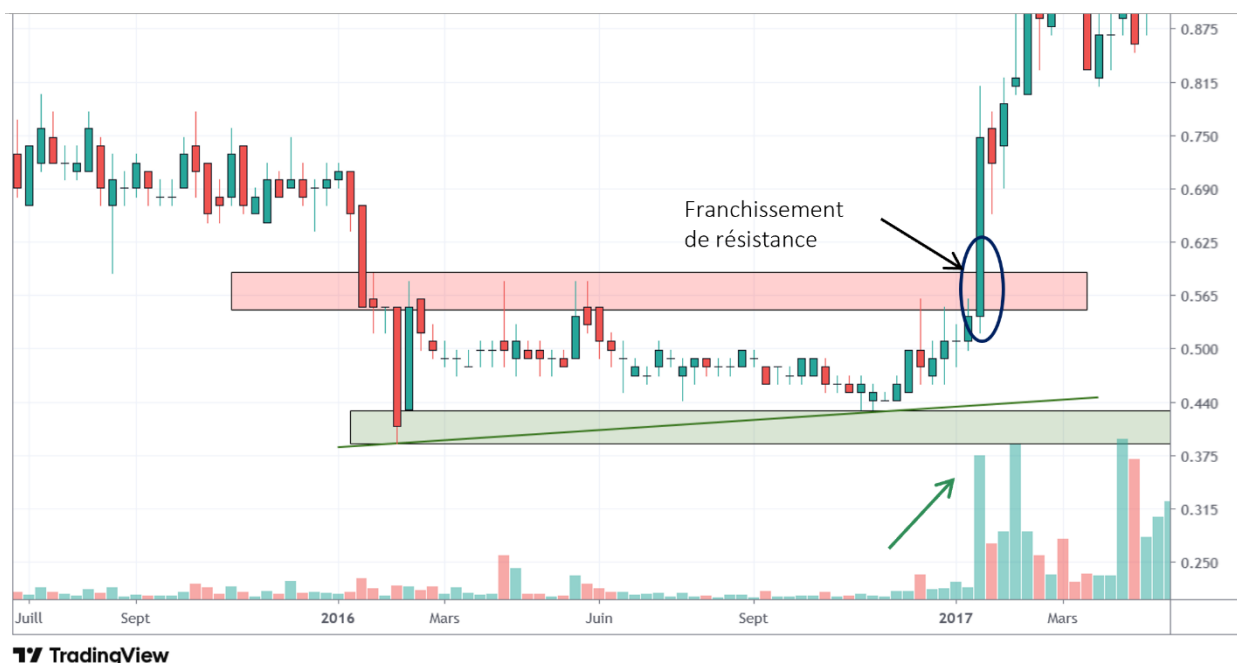 0.875
0.815
0.750
0.690
Franchissement
de résistance
0.625
0.565
0.500
0.440
0.375
0.315
0.250
Juill Sept 2016 Mars Juin Sept 2017 Mars
TradingView